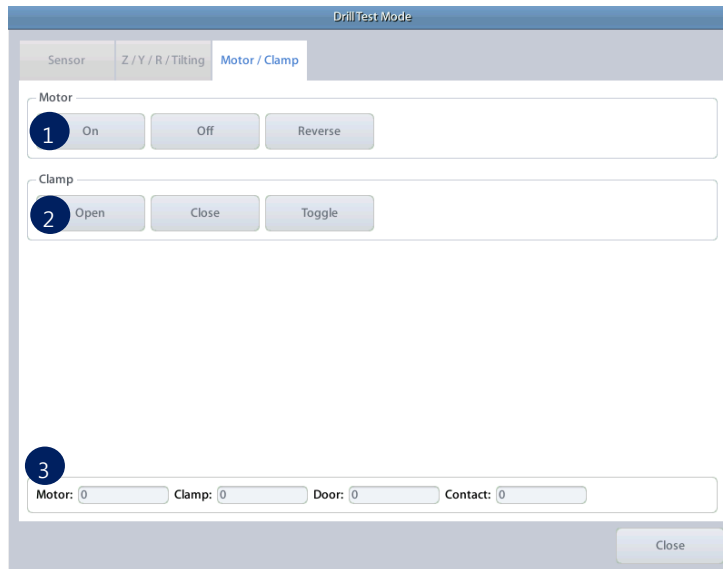 Drill Test Mode
Sensor Z / Y / R / Tilting Motor / Clamp
Motor
1 On Off Reverse
Clamp
2 Open Close Toggle
3
Motor: 0 Clamp: 0 Door: 0 Contact: 0
Close